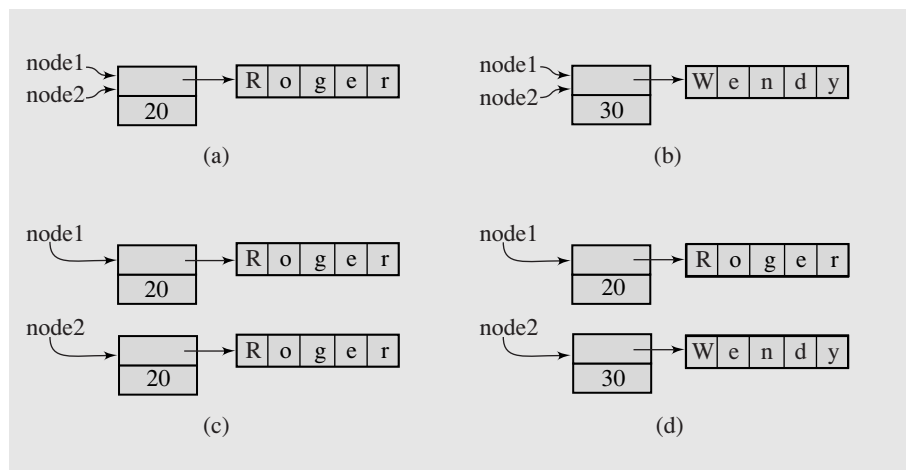 node1
node2
R o g e r
20
(a)
node1
node2
W e n d y
30
(b)
node1
R o g e r
20
node2
R o g e r
20
(c)
node1
R o g e r
20
node2
W e n d y
30
(d)